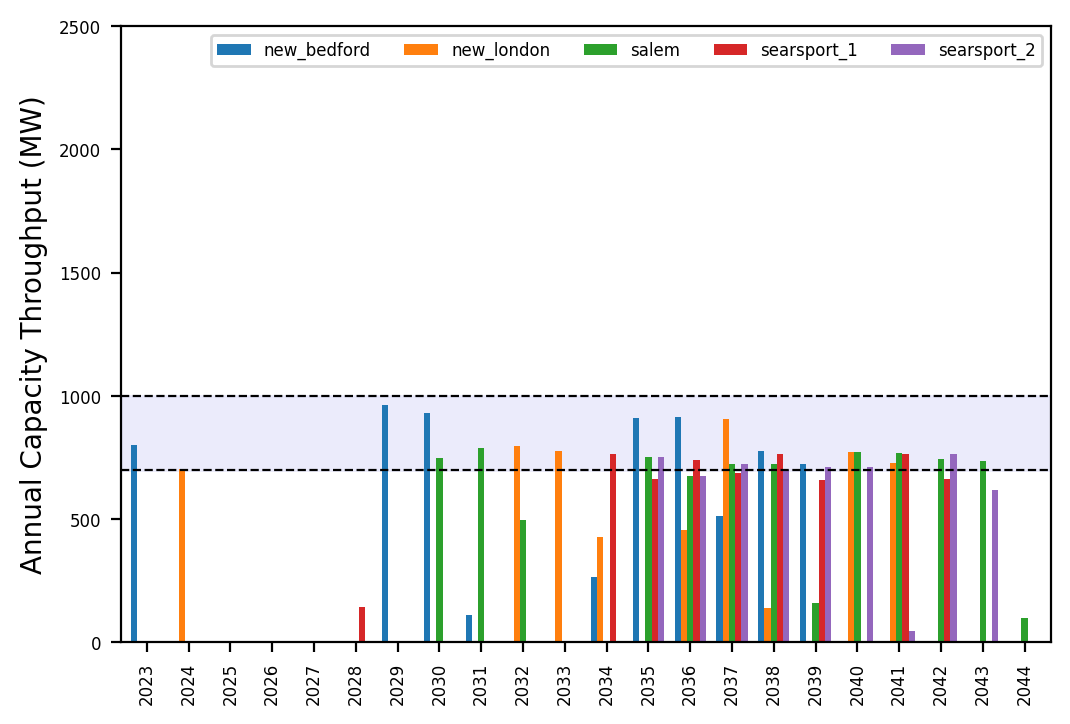 Annual Capacity Throughput (MW)
2500
2000
1500
1000
500
0
new_bedford new_london salem searsport_1 searsport_2
2023 2024 2025 2026 2027 2028 2029 2030 2031 2032 2033 2034 2035 2036 2037 2038 2039 2040 2041 2042 2043 2044